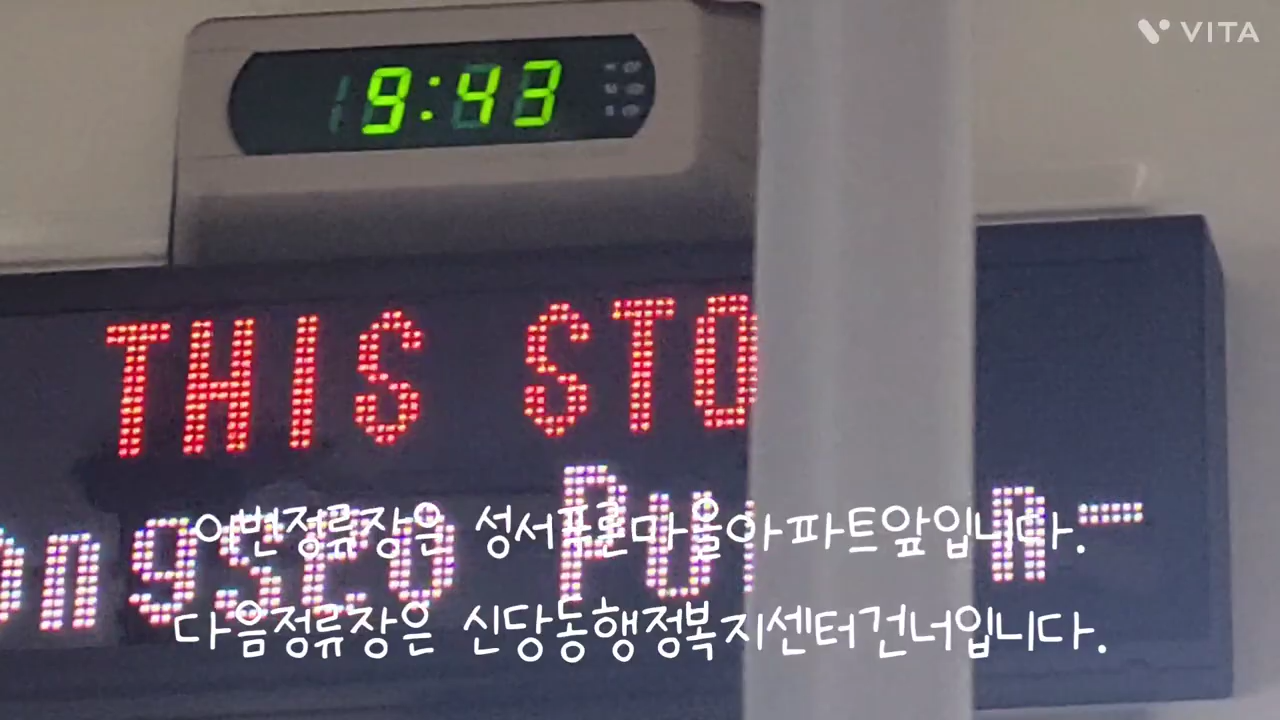 VITA
9:43
THIS STO
ongseo Pur n-
이번정류장은 성서푸른마을아파트앞입니다.
다음정류장은 신당동행정복지센터건너입니다.